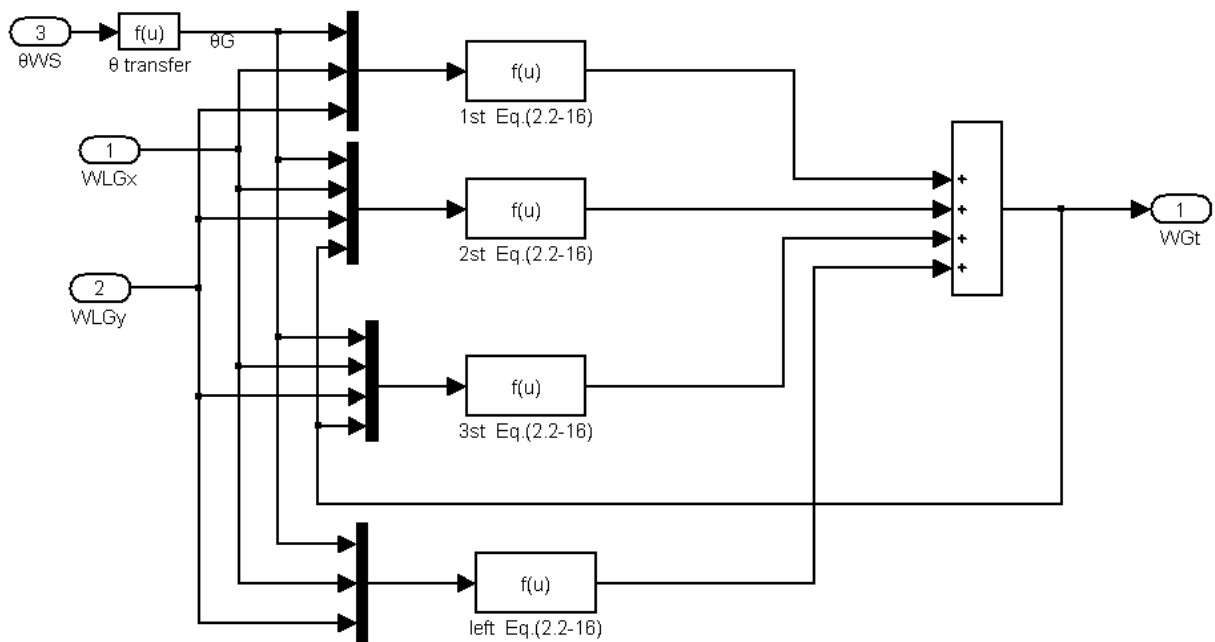 3
θWS
f(u)
θ transfer
θG
f(u)
1st Eq.(2.2-16)
1
WLGx
f(u)
2st Eq.(2.2-16)
2
WLGy
f(u)
3st Eq.(2.2-16)
f(u)
left Eq.(2.2-16)
+
+
+
+
1
WGt